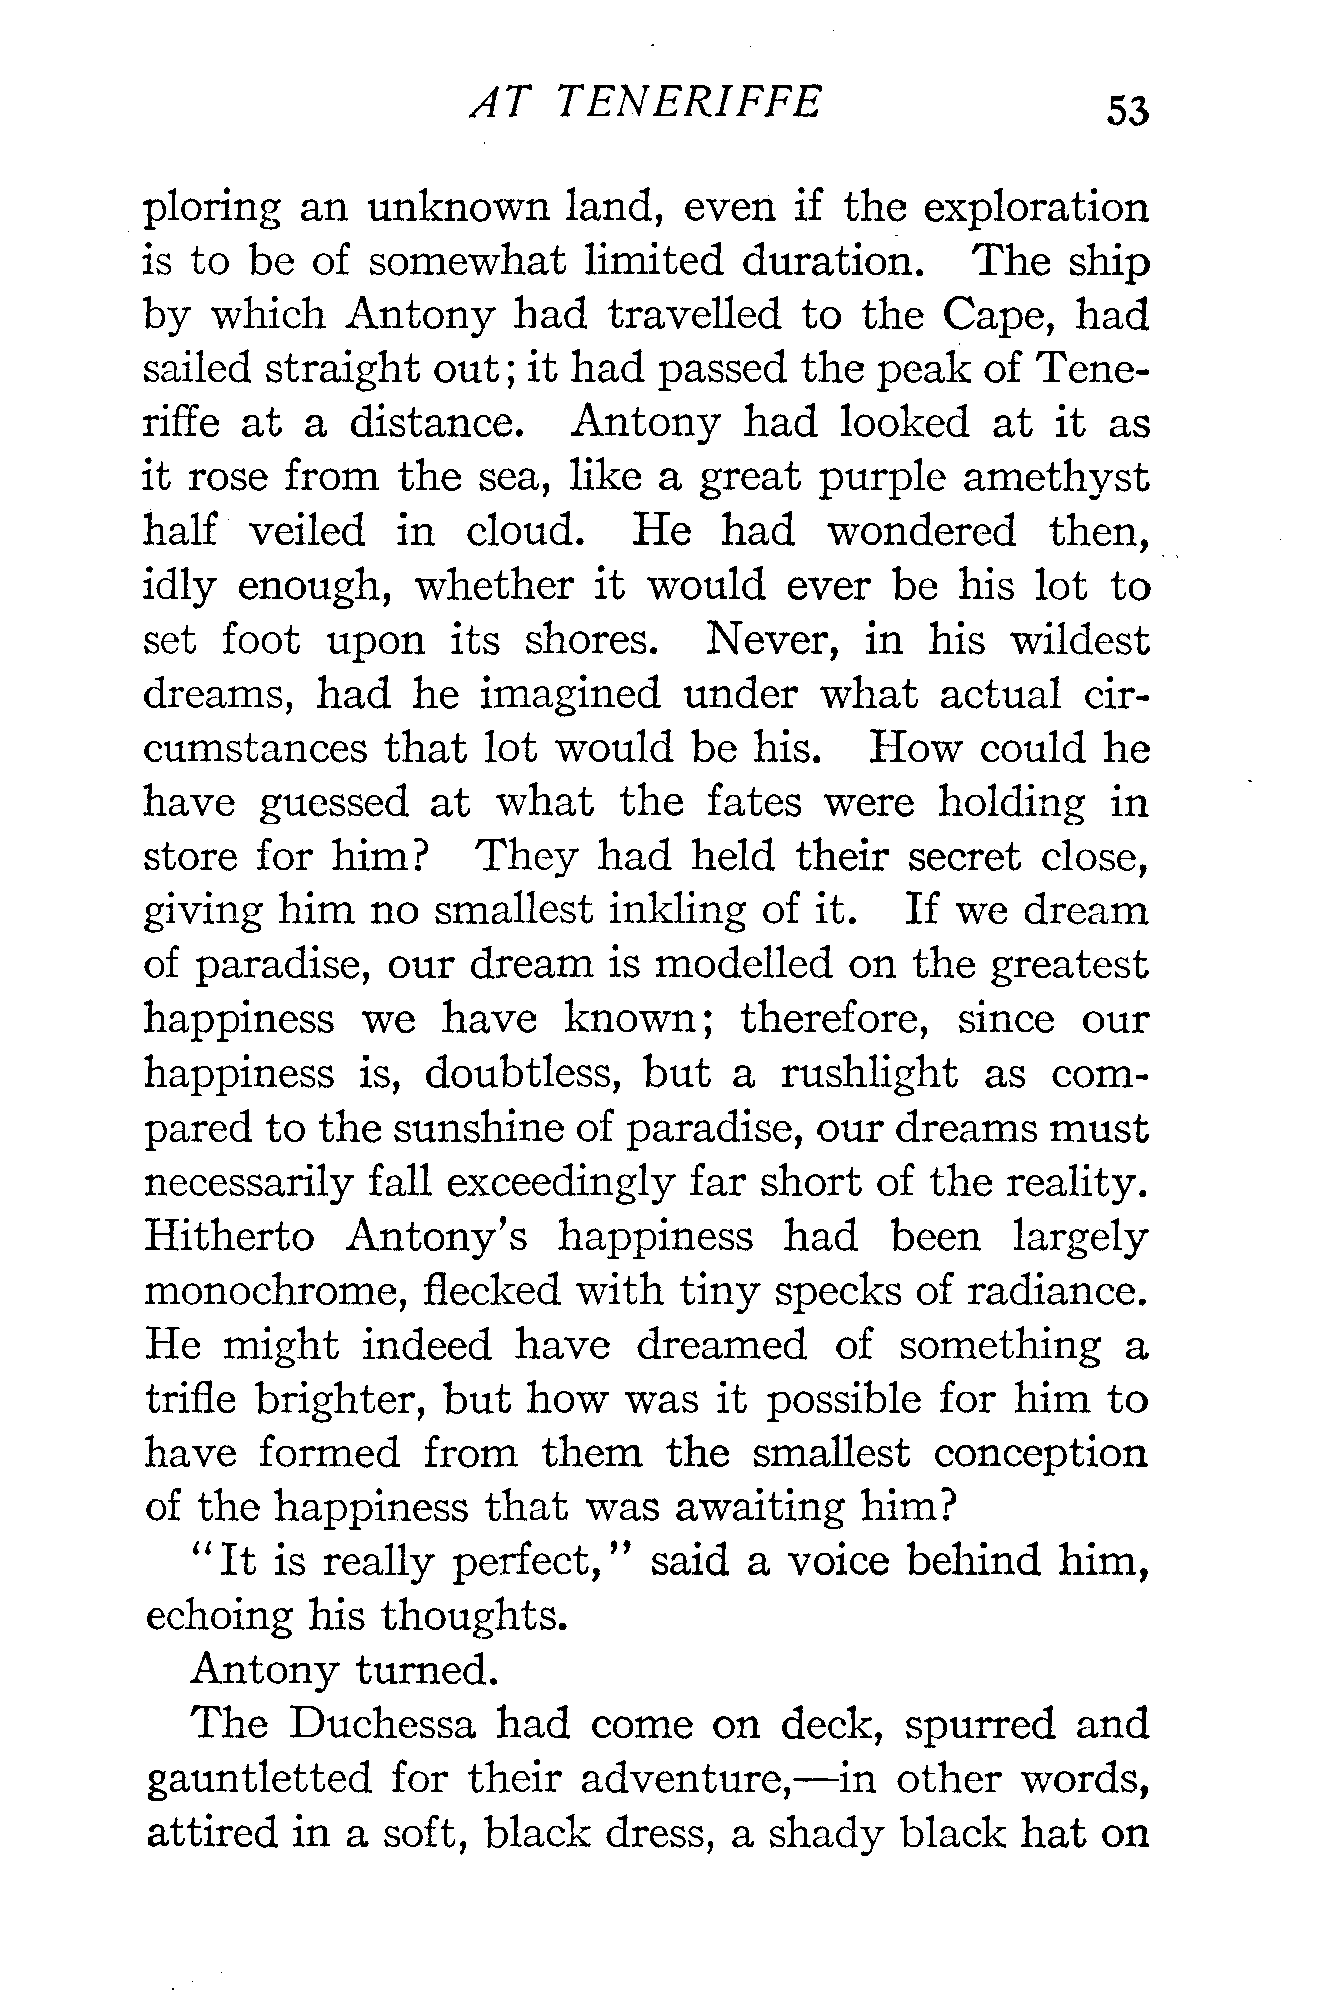 AT TENERIFFE 53
ploring an unknown land, even if the exploration
is to be of somewhat limited duration. The ship
by which Antony had travelled to the Cape, had
sailed straight out; it had passed the peak of Tene-
riffe at a distance. Antony had looked at it as
it rose from the sea, like a great purple amethyst
half veiled in cloud. He had wondered then,
idly enough, whether it would ever be his lot to
set foot upon its shores. Never, in his wildest
dreams, had he imagined under what actual cir-
cumstances that lot would be his. How could he
have guessed at what the fates were holding in
store for him? They had held their secret close,
giving him no smallest inkling of it. If we dream
of paradise, our dream is modelled on the greatest
happiness we have known; therefore, since our
happiness is, doubtless, but a rushlight as com-
pared to the sunshine of paradise, our dreams must
necessarily fall exceedingly far short of the reality.
Hitherto Antony's happiness had been largely
monochrome, flecked with tiny specks of radiance.
He might indeed have dreamed of something a
trifle brighter, but how was it possible for him to
have formed from them the smallest conception
of the happiness that was awaiting him?
"It is really perfect," said a voice behind him,
echoing his thoughts.
Antony turned.
The Duchessa had come on deck, spurred and
gauntletted for their adventure,—in other words,
attired in a soft, black dress, a shady black hat on